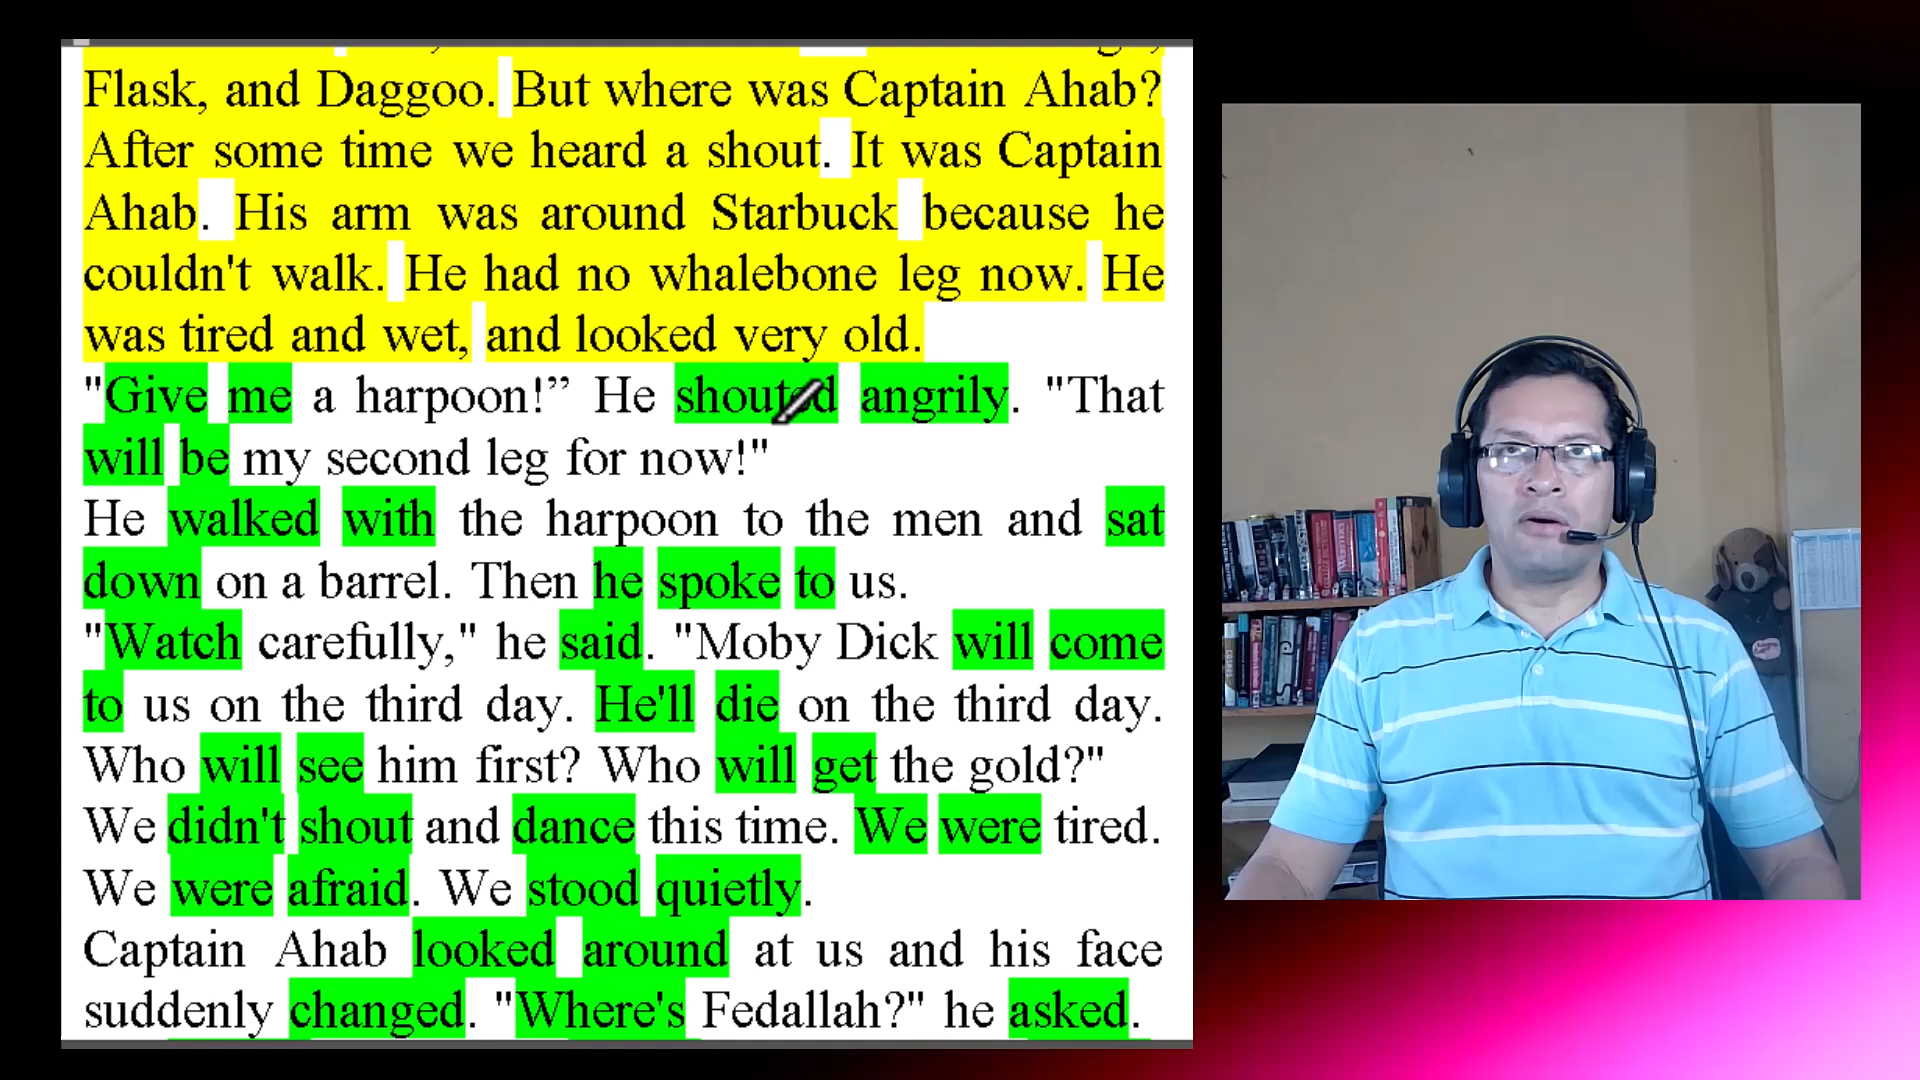 Flask, and Daggoo. But where was Captain Ahab?
After some time we heard a shout. It was Captain
Ahab. His arm was around Starbuck because he
couldn't walk. He had no whalebone leg now. He
was tired and wet, and looked very old.
"Give me a harpoon!” He shouted angrily. "That
will be my second leg for now!"
He walked with the harpoon to the men and sat
down on a barrel. Then he spoke to us.
"Watch carefully," he said. "Moby Dick will come
to us on the third day. He'll die on the third day.
Who will see him first? Who will get the gold?"
We didn't shout and dance this time. We were tired.
We were afraid. We stood quietly.
Captain Ahab looked around at us and his face
suddenly changed. "Where's Fedallah?" he asked.